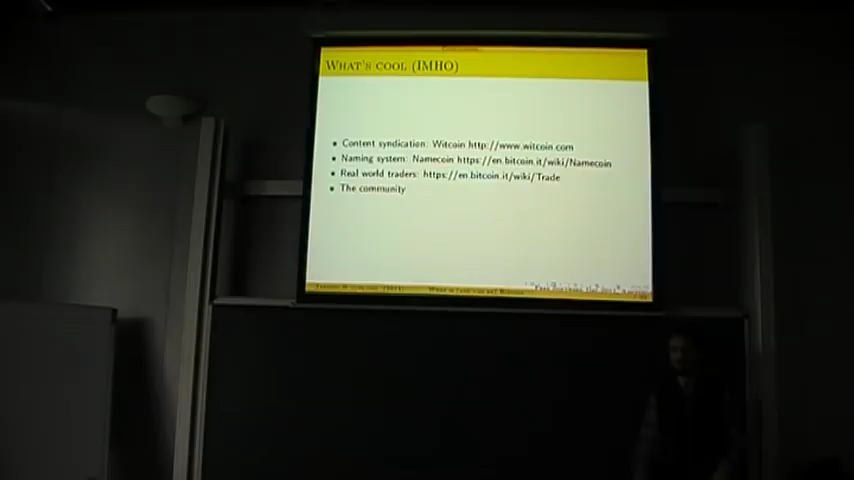 What's cool (IMHO)
Content syndication: Witcoin http://www.witcoin.com
Naming system: Namecoin https://en.bitcoin.it/wiki/Namecoin
Real world traders: https://en.bitcoin.it/wiki/Trade
The community